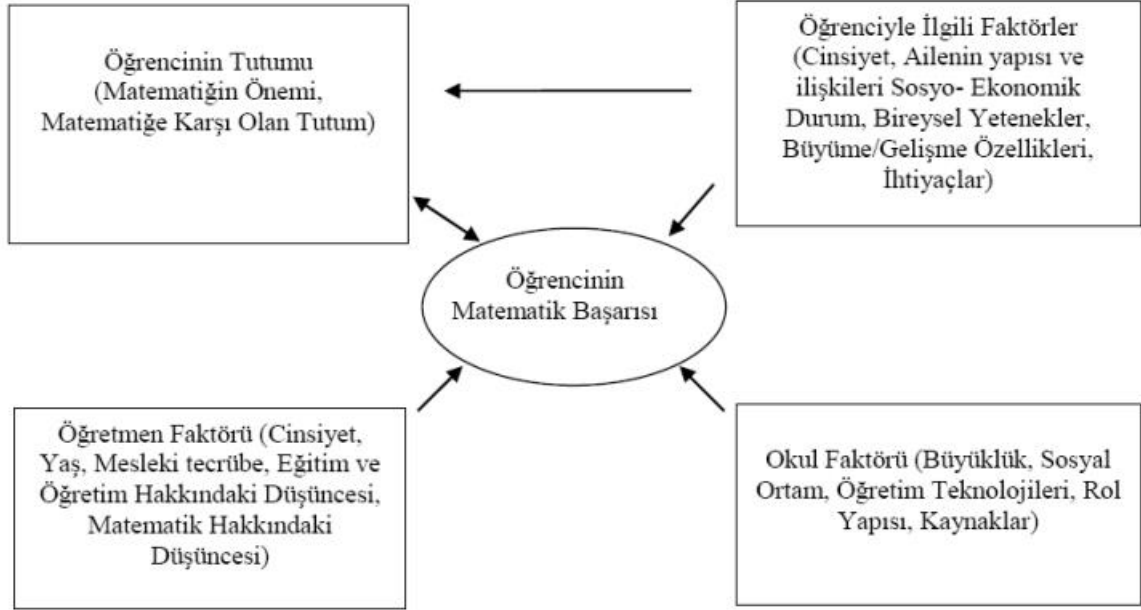 Öğrencinin Tutumu
(Matematiğin Önemi,
Matematiğe Karşı Olan Tutum)
Öğrenciyle İlgili Faktörler
(Cinsiyet, Ailenin yapısı ve
ilişkileri Sosyo- Ekonomik
Durum, Bireysel Yetenekler,
Büyüme/Gelişme Özellikleri,
İhtiyaçlar)
Öğrencinin
Matematik Başarısı
Öğretmen Faktörü (Cinsiyet,
Yaş, Mesleki tecrübe, Eğitim ve
Öğretim Hakkındaki Düşüncesi,
Matematik Hakkındaki
Düşüncesi)
Okul Faktörü (Büyüklük, Sosyal
Ortam, Öğretim Teknolojileri, Rol
Yapısı, Kaynaklar)